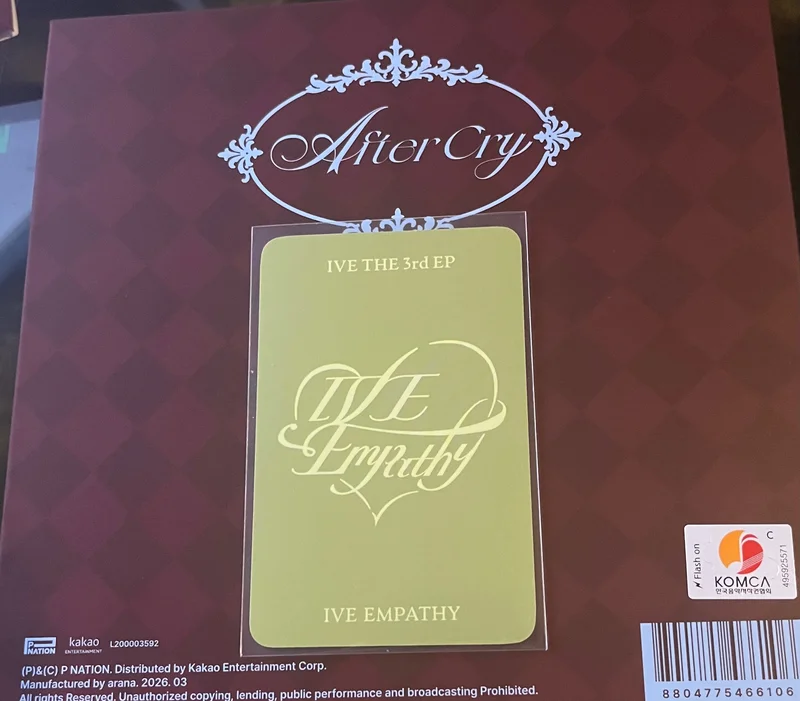 After Cry
IVE THE 3rd EP
IVE
Empathy
IVE EMPATHY
Flash on
C
KOMCA
한국음악저작권협회
495925571
P NATION
kakao
ENTERTAINMENT
L200003592
(P)&(C) P NATION. Distributed by Kakao Entertainment Corp.
Manufactured by arana. 2026. 03
All rights Reserved. Unauthorized copying, lending, public performance and broadcasting Prohibited.
8804775466106